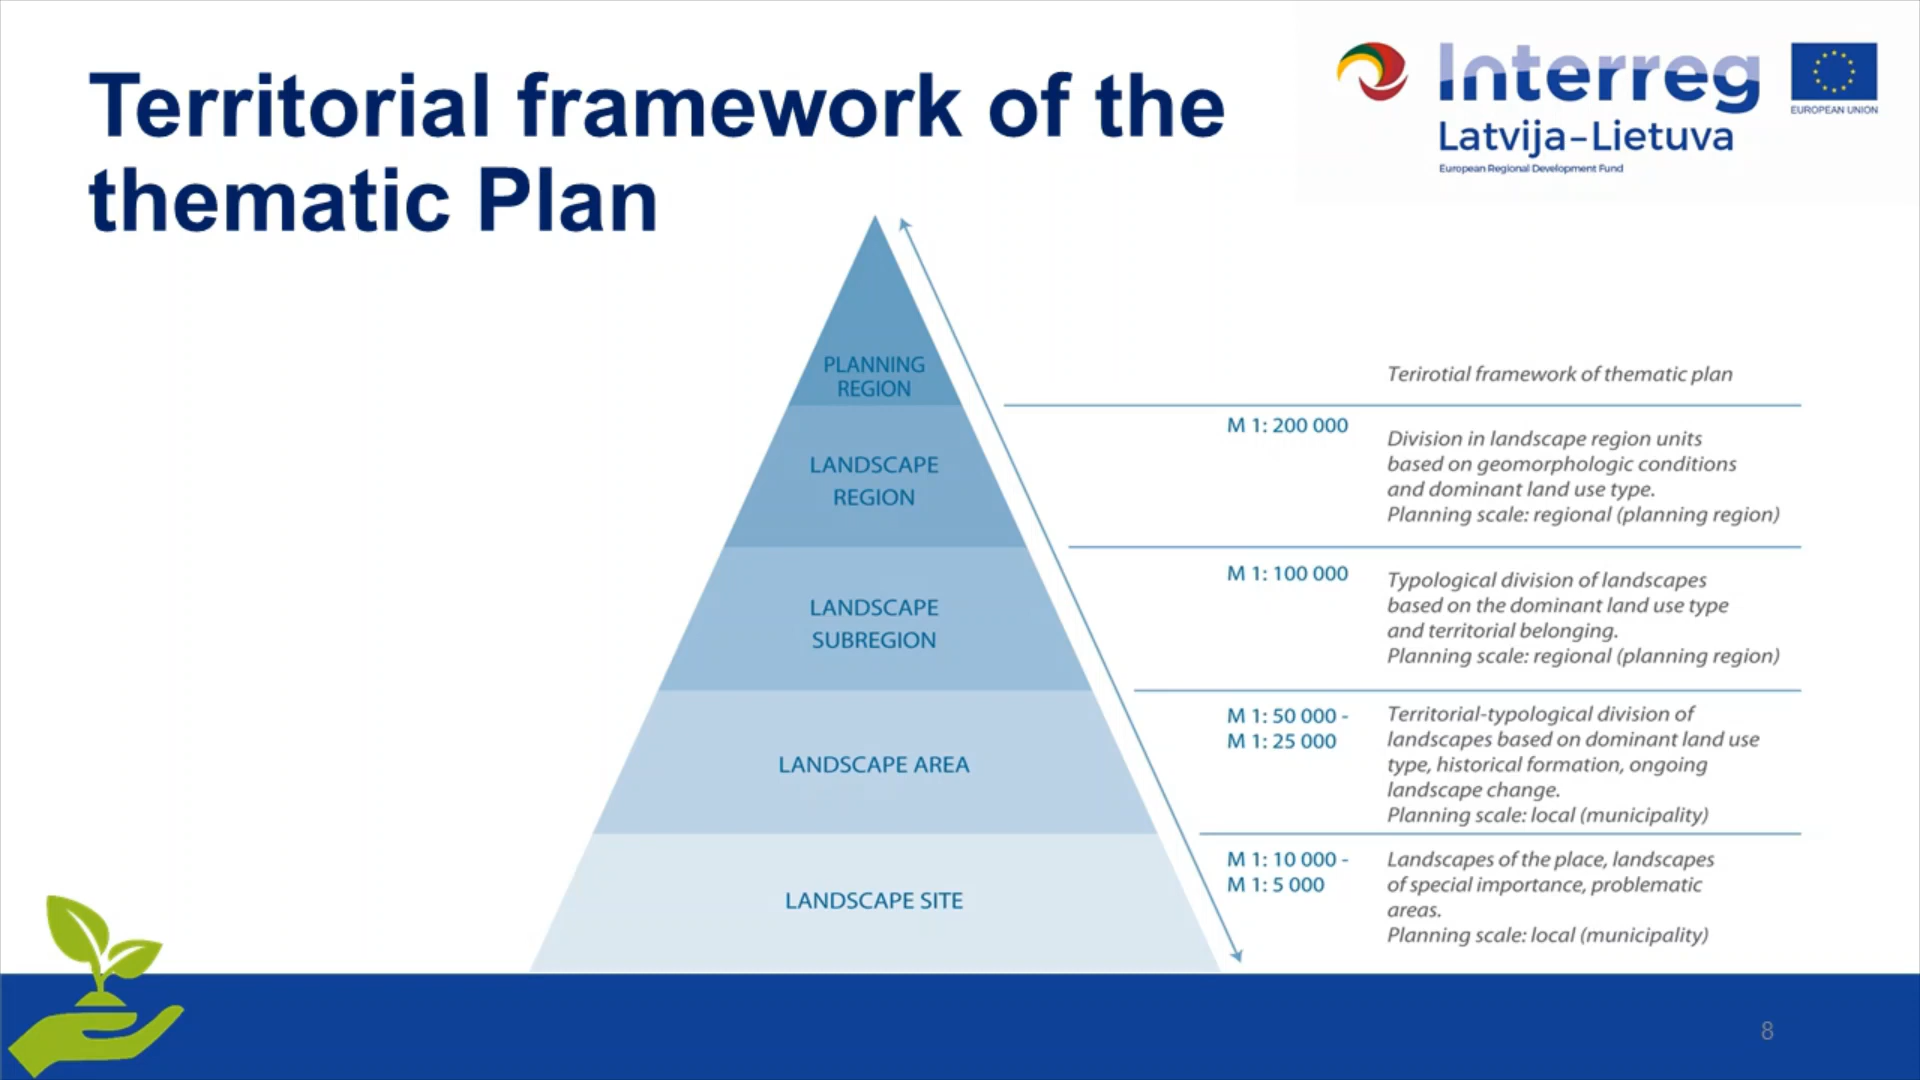 Territorial framework of the
thematic Plan
Interreg
Latvija–Lietuva
European Regional Development Fund
EUROPEAN UNION
PLANNING
REGION
Terirotial framework of thematic plan
LANDSCAPE
REGION
M 1: 200 000
Division in landscape region units
based on geomorphologic conditions
and dominant land use type.
Planning scale: regional (planning region)
LANDSCAPE
SUBREGION
M 1: 100 000
Typological division of landscapes
based on the dominant land use type
and territorial belonging.
Planning scale: regional (planning region)
LANDSCAPE AREA
M 1: 50 000 -
M 1: 25 000
Territorial-typological division of
landscapes based on dominant land use
type, historical formation, ongoing
landscape change.
Planning scale: local (municipality)
LANDSCAPE SITE
M 1: 10 000 -
M 1: 5 000
Landscapes of the place, landscapes
of special importance, problematic
areas.
Planning scale: local (municipality)
8